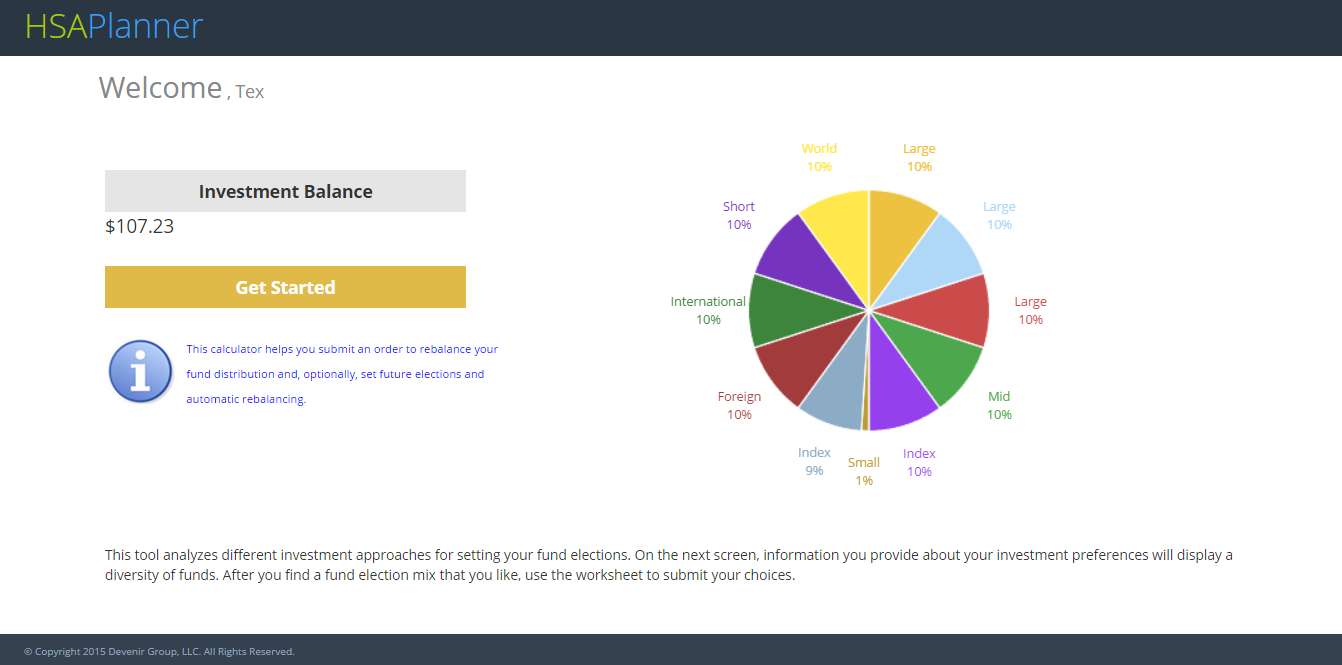 HSAPlanner
Welcome , Tex
Investment Balance
$107.23
Get Started
This calculator helps you submit an order to rebalance your
fund distribution and, optionally, set future elections and
automatic rebalancing.
World
10%
Large
10%
Short
10%
Large
10%
International
10%
Large
10%
Foreign
10%
Mid
10%
Index
9%
Small
1%
Index
10%
This tool analyzes different investment approaches for setting your fund elections. On the next screen, information you provide about your investment preferences will display a
diversity of funds. After you find a fund election mix that you like, use the worksheet to submit your choices.
© Copyright 2015 Devenir Group, LLC. All Rights Reserved.